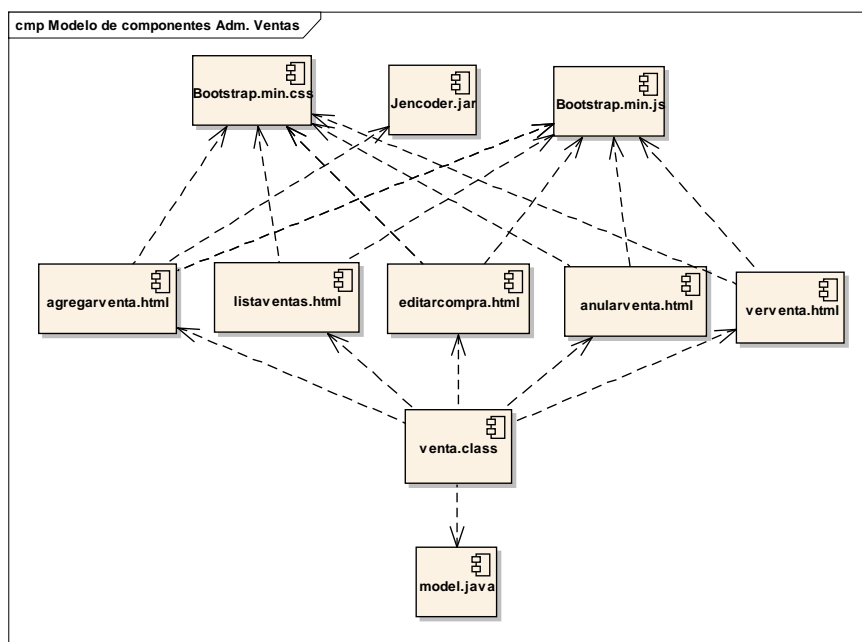 cmp Modelo de componentes Adm. Ventas
Bootstrap.min.css
Jencoder.jar
Bootstrap.min.js
agregarventa.html
listaventas.html
editarcompra.html
anularventa.html
verventa.html
venta.class
model.java